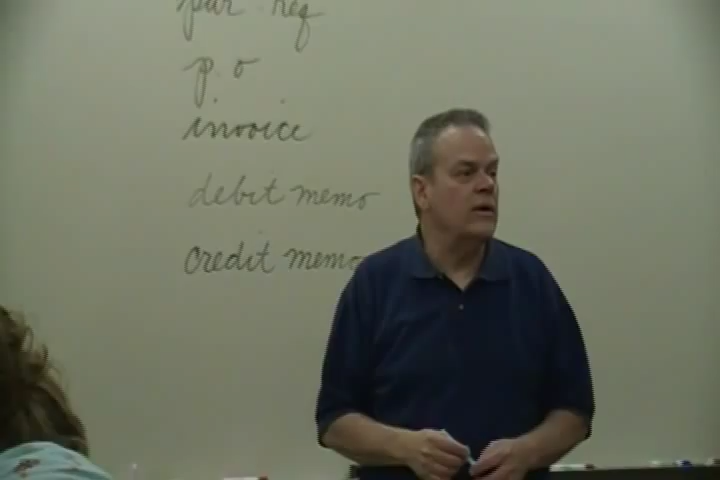 pur. req
p. o
invoice
debit memo
credit memo